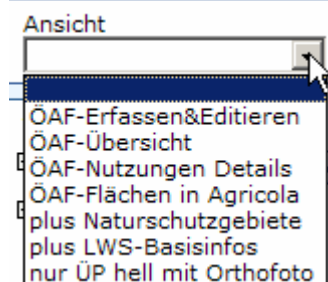 Ansicht
ÖAF-Erfassen&Editieren
ÖAF-Übersicht
ÖAF-Nutzungen Details
ÖAF-Flächen in Agricola
plus Naturschutzgebiete
plus LWS-Basisinfos
nur ÜP hell mit Orthofoto